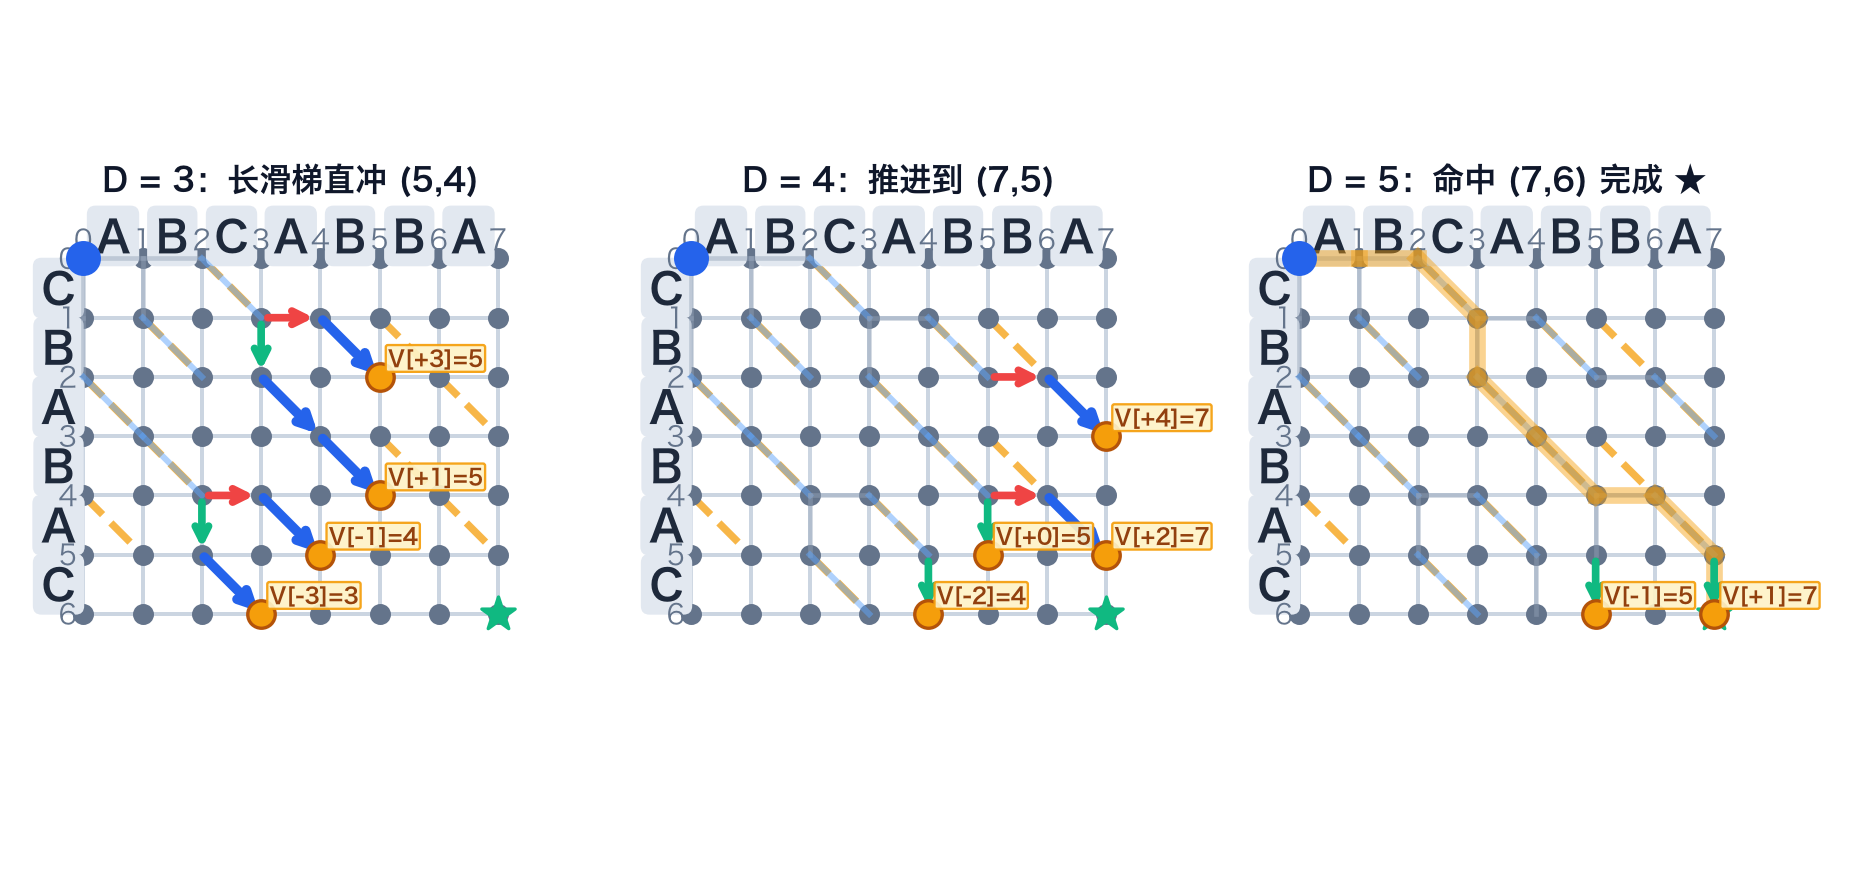 D = 3：长滑梯直冲 (5,4)
0 A 1 B 2 C 3 A 4 B 5 B 6 A 7
0
C
1
B
2
A
3
B
4
A
5
C
6
V[+3]=5
V[+1]=5
V[-1]=4
V[-3]=3
D = 4：推进到 (7,5)
0 A 1 B 2 C 3 A 4 B 5 B 6 A 7
0
C
1
B
2
A
3
B
4
A
5
C
6
V[+4]=7
V[+0]=5
V[+2]=7
V[-2]=4
D = 5：命中 (7,6) 完成 ★
0 A 1 B 2 C 3 A 4 B 5 B 6 A 7
0
C
1
B
2
A
3
B
4
A
5
C
6
V[-1]=5
V[+1]=7